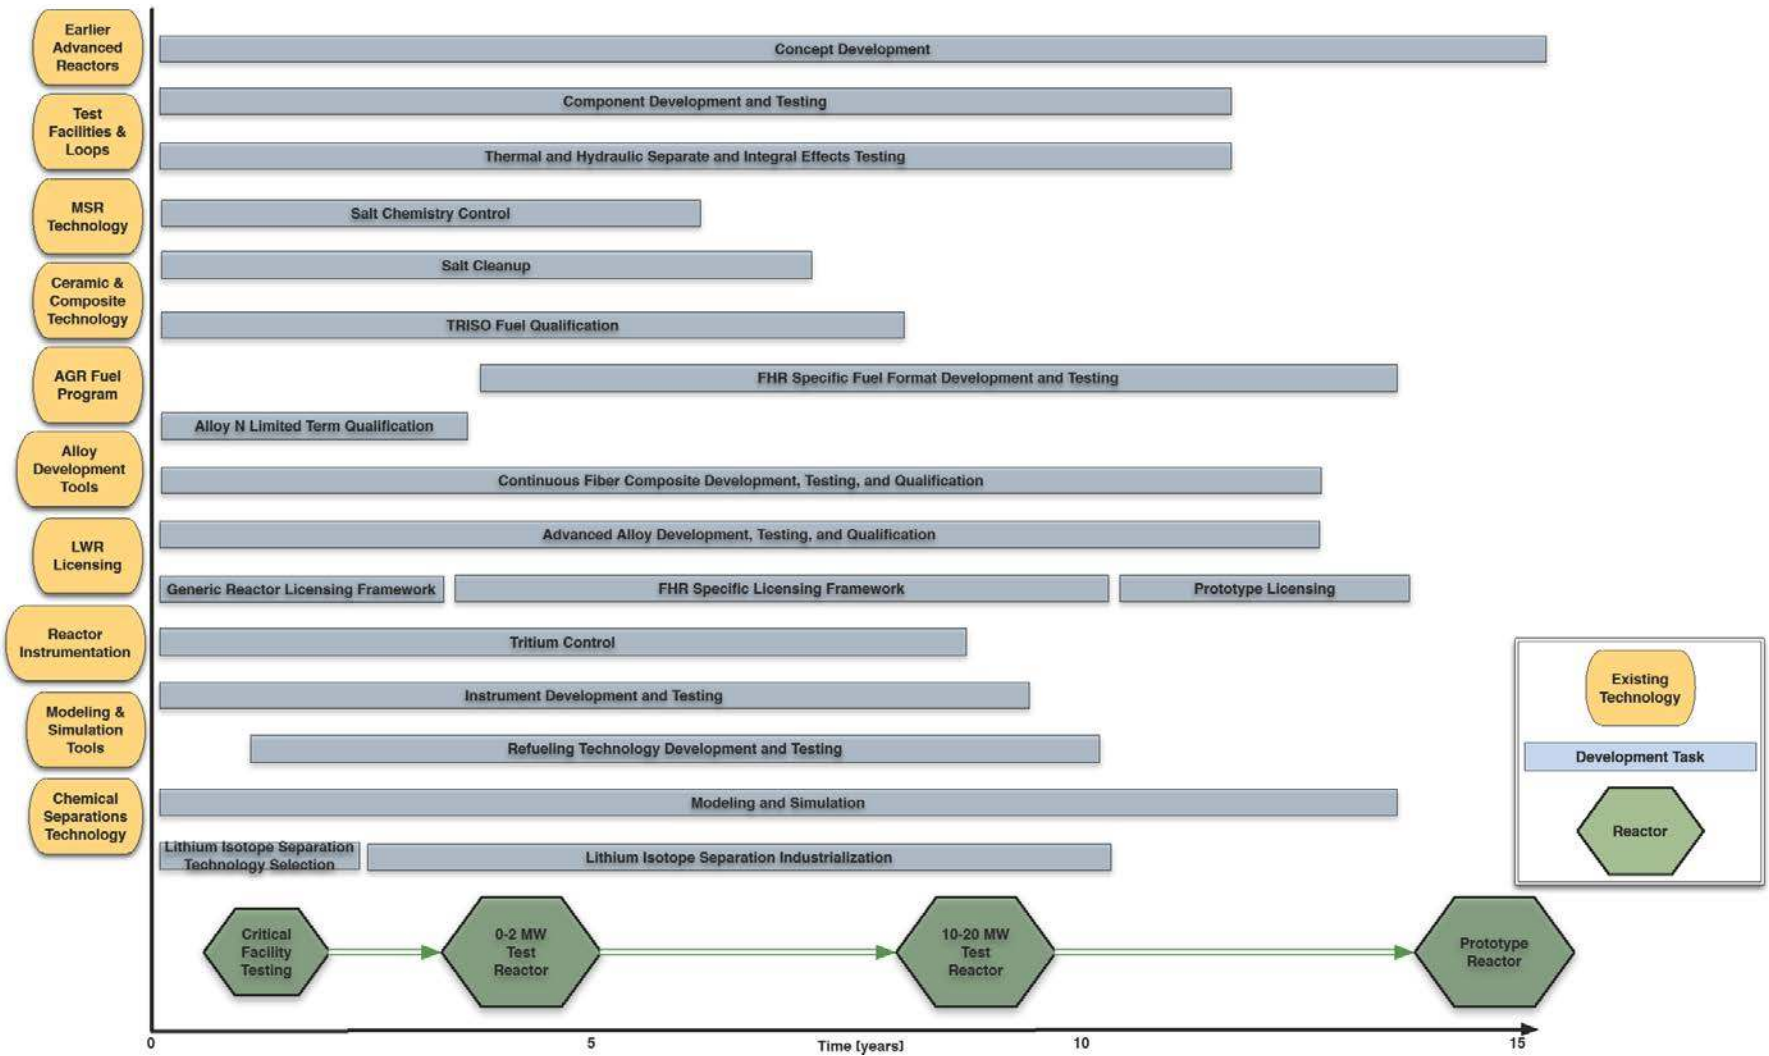 Earlier
Advanced
Reactors
Concept Development
Component Development and Testing
Test
Facilities &
Loops
Thermal and Hydraulic Separate and Integral Effects Testing
MSR
Technology
Salt Chemistry Control
Salt Cleanup
Ceramic &
Composite
Technology
TRISO Fuel Qualification
AGR Fuel
Program
FHR Specific Fuel Format Development and Testing
Alloy N Limited Term Qualification
Alloy
Development
Tools
Continuous Fiber Composite Development, Testing, and Qualification
Advanced Alloy Development, Testing, and Qualification
LWR
Licensing
Generic Reactor Licensing Framework
FHR Specific Licensing Framework
Prototype Licensing
Reactor
Instrumentation
Tritium Control
Instrument Development and Testing
Modeling &
Simulation
Tools
Refueling Technology Development and Testing
Chemical
Separations
Technology
Modeling and Simulation
Lithium Isotope Separation
Technology Selection
Lithium Isotope Separation Industrialization
Existing
Technology
Development Task
Reactor
Critical
Facility
Testing
0-2 MW
Test
Reactor
10-20 MW
Test
Reactor
Prototype
Reactor
0
5
10
15
Time [years]